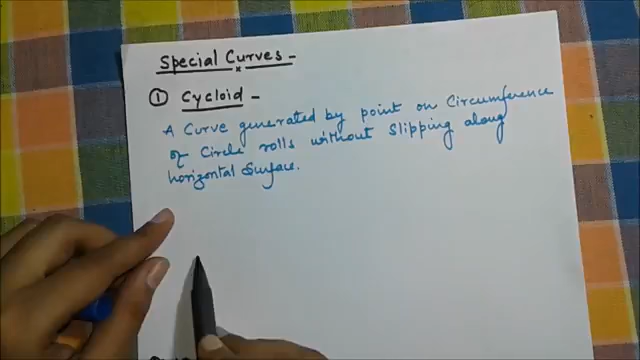 Special Curves -
① Cycloid -
A Curve generated by point on Circumference
of Circle rolls without Slipping along
horizontal Surface.